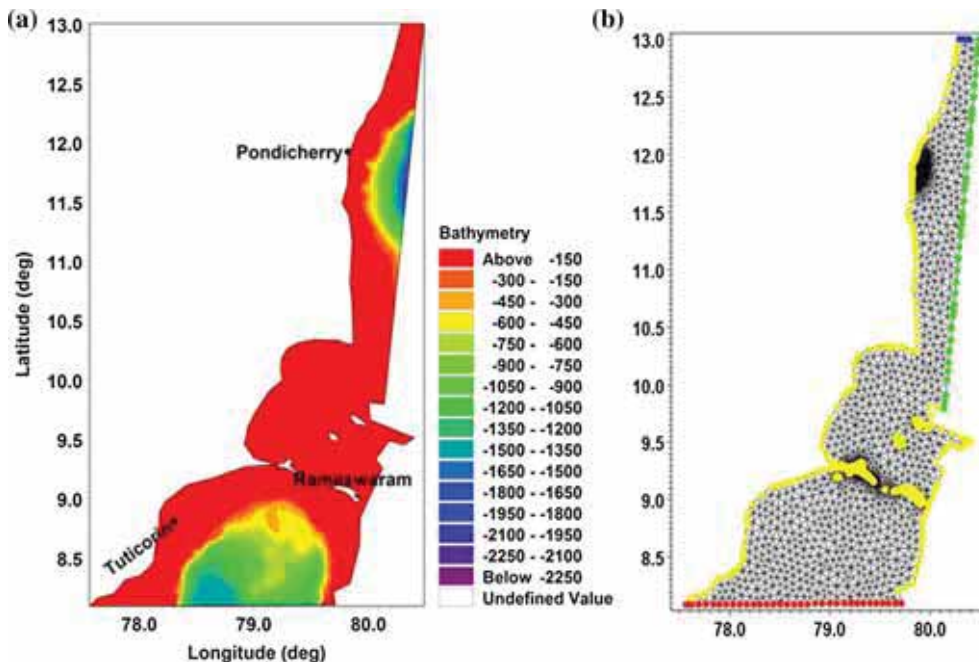 (a)
13.0
12.5
12.0
11.5
11.0
10.5
10.0
9.5
9.0
8.5
Latitude (deg)
Pondicherry
Rameswaram
Tuticorin
78.0 79.0 80.0
Longitude (deg)
Bathymetry
Above -150
-300 - -150
-450 - -300
-600 - -450
-750 - -600
-900 - -750
-1050 - -900
-1200 - -1050
-1350 - -1200
-1500 - -1350
-1650 - -1500
-1800 - -1650
-1950 - -1800
-2100 - -1950
-2250 - -2100
Below -2250
Undefined Value
(b)
13.0
12.5
12.0
11.5
11.0
10.5
10.0
9.5
9.0
8.5
78.0 79.0 80.0